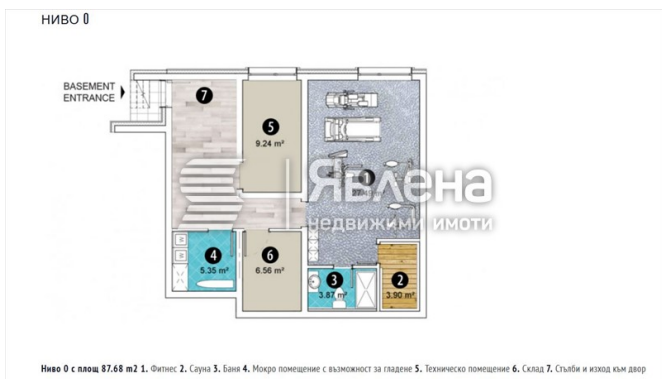 НИВО 0
BASEMENT
ENTRANCE
7
5
9.24 m²
1
Явлена
недвижими имоти
4
5.35 m²
6
6.56 m²
3
3.87 m²
2
3.90 m²
Ниво 0 с площ 87.68 m2 1. Фитнес 2. Сауна 3. Баня 4. Мокро помещение с възможност за гладене 5. Техническо помещение 6. Склад 7. Стълби и изход към двор